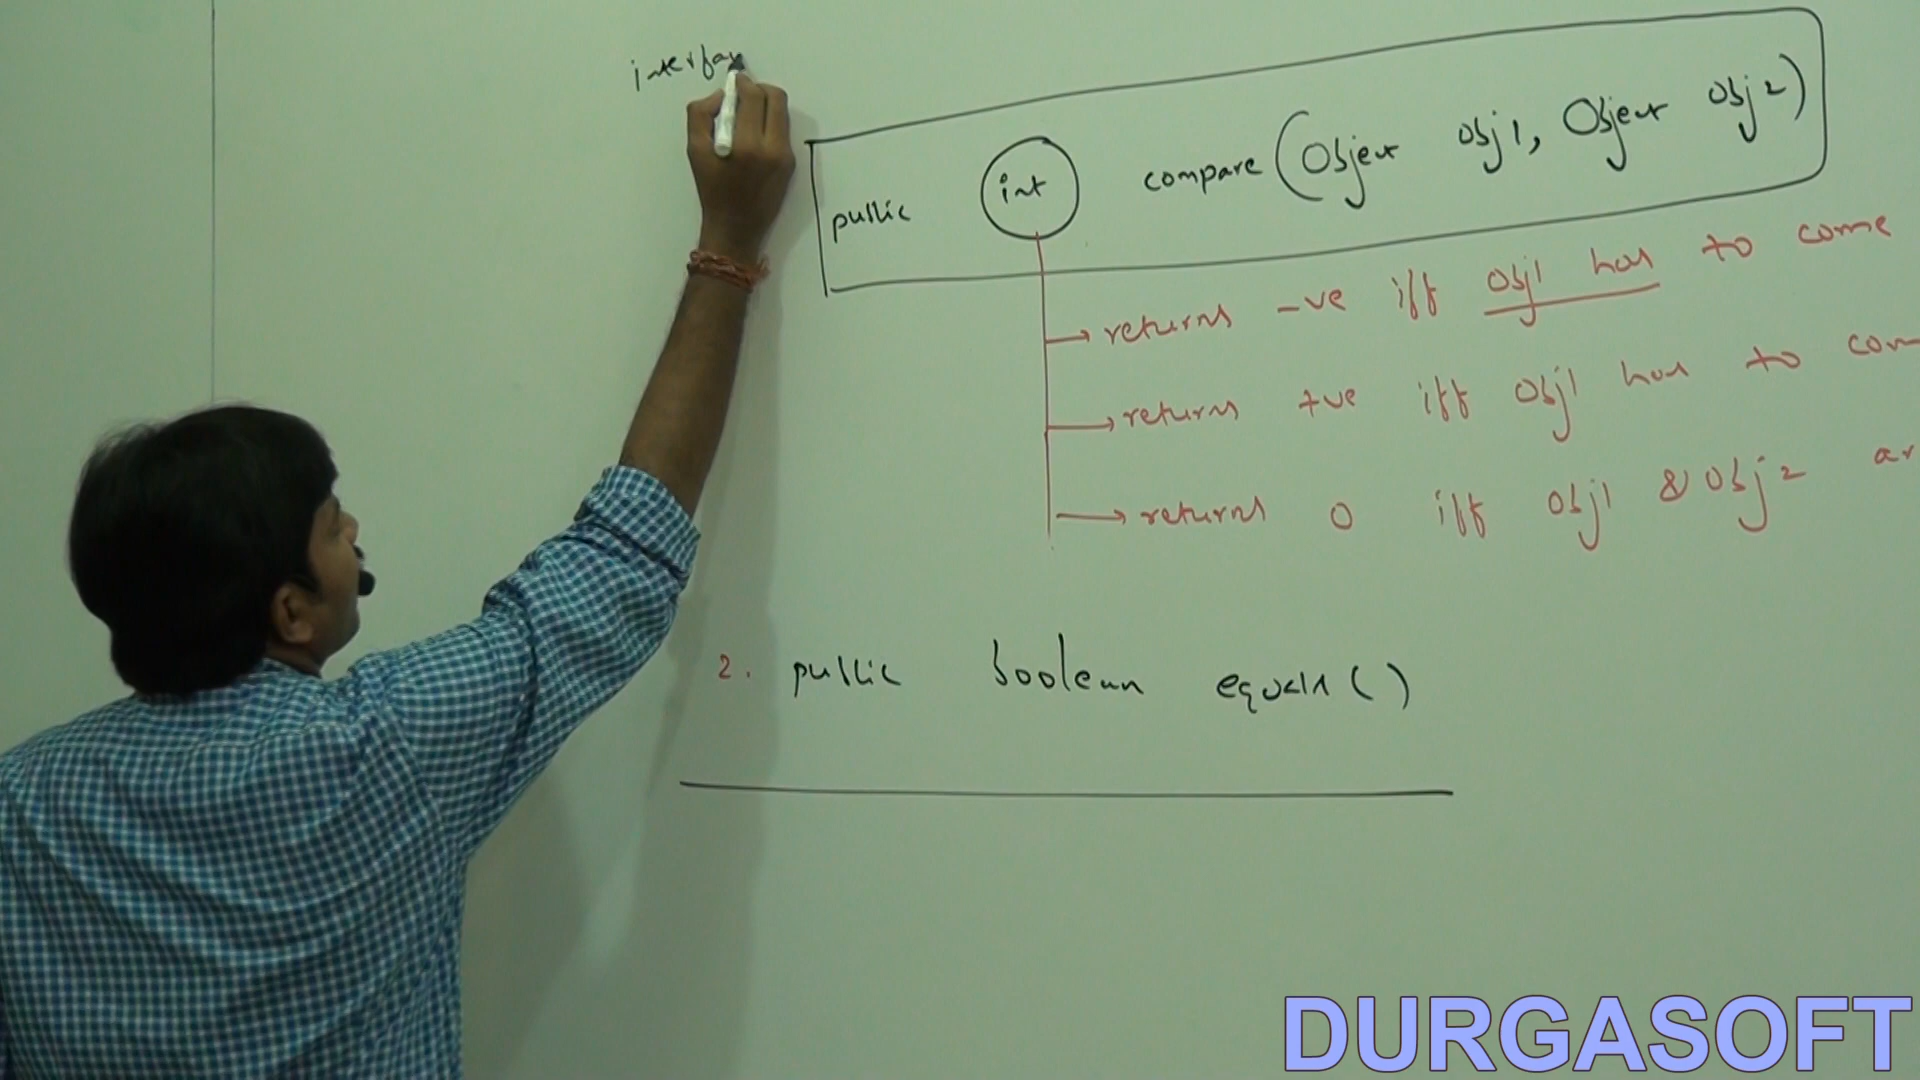 interfa
public int compare(Object obj1, Object obj2)
returns -ve iff obj1 has to come
returns +ve iff obj1 has to com
returns 0 iff obj1 & obj2 ar
2. public boolean equals()
DURGASOFT